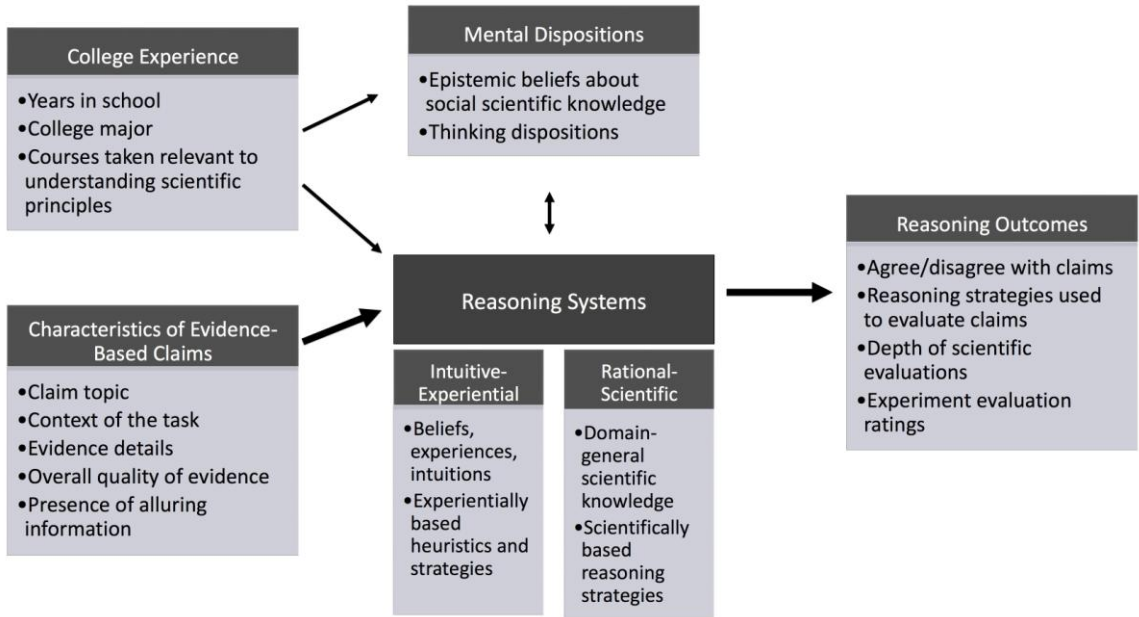 College Experience
•Years in school
•College major
•Courses taken relevant to
understanding scientific
principles
Mental Dispositions
•Epistemic beliefs about
social scientific knowledge
•Thinking dispositions
Characteristics of Evidence-
Based Claims
•Claim topic
•Context of the task
•Evidence details
•Overall quality of evidence
•Presence of alluring
information
Reasoning Systems
Intuitive-
Experiential
•Beliefs,
experiences,
intuitions
•Experientially
based
heuristics and
strategies
Rational-
Scientific
•Domain-
general
scientific
knowledge
•Scientifically
based
reasoning
strategies
Reasoning Outcomes
•Agree/disagree with claims
•Reasoning strategies used
to evaluate claims
•Depth of scientific
evaluations
•Experiment evaluation
ratings